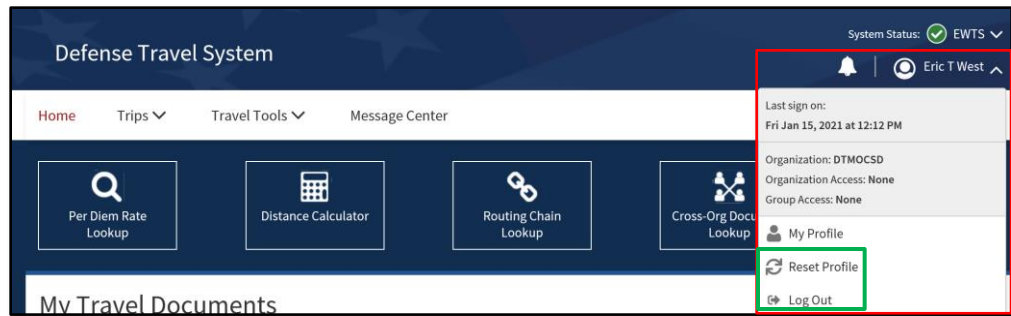 System Status: EWTS
Defense Travel System
Eric T West
Home Trips Travel Tools Message Center
Last sign on:
Fri Jan 15, 2021 at 12:12 PM
Organization: DTMOCSD
Organization Access: None
Group Access: None
Per Diem Rate
Lookup
Distance Calculator
Routing Chain
Lookup
Cross-Org Docu
Lookup
My Profile
Reset Profile
Log Out
My Travel Documents